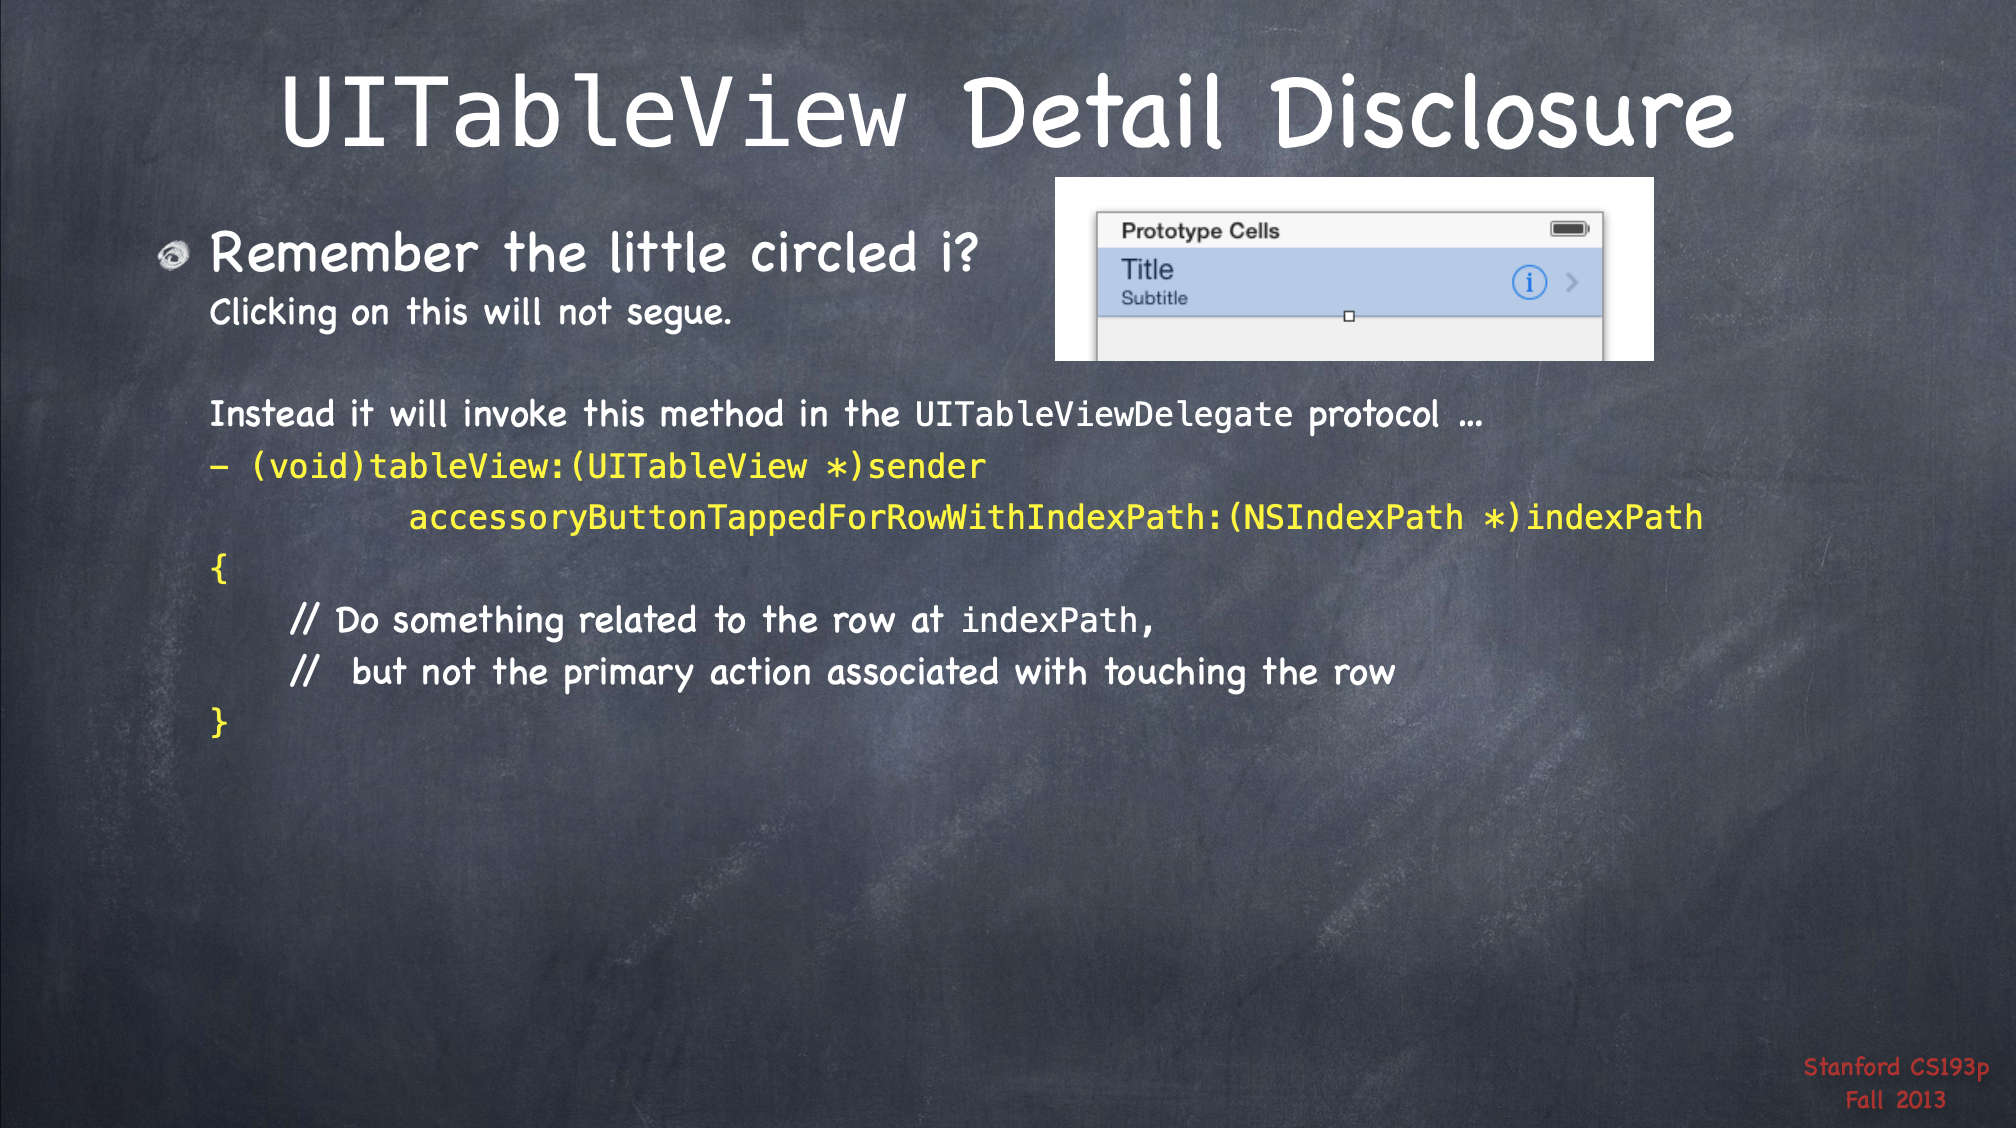 UITableView Detail Disclosure
Remember the little circled i?
Clicking on this will not segue.
Prototype Cells
Title
Subtitle
i
Instead it will invoke this method in the UITableViewDelegate protocol ...
- (void)tableView:(UITableView *)sender
accessoryButtonTappedForRowWithIndexPath:(NSIndexPath *)indexPath
{
// Do something related to the row at indexPath,
// but not the primary action associated with touching the row
}
Stanford CS193p
Fall 2013